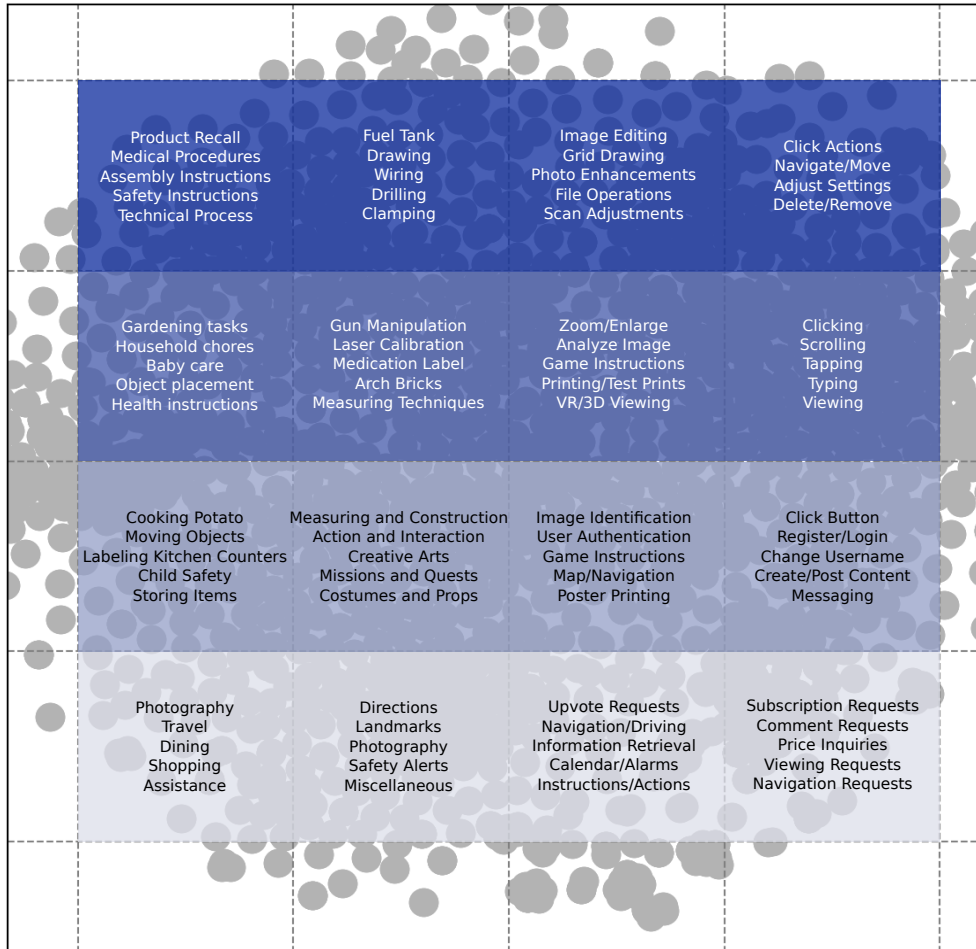 Product Recall
Medical Procedures
Assembly Instructions
Safety Instructions
Technical Process
Fuel Tank
Drawing
Wiring
Drilling
Clamping
Image Editing
Grid Drawing
Photo Enhancements
File Operations
Scan Adjustments
Click Actions
Navigate/Move
Adjust Settings
Delete/Remove
Gardening tasks
Household chores
Baby care
Object placement
Health instructions
Gun Manipulation
Laser Calibration
Medication Label
Arch Bricks
Measuring Techniques
Zoom/Enlarge
Analyze Image
Game Instructions
Printing/Test Prints
VR/3D Viewing
Clicking
Scrolling
Tapping
Typing
Viewing
Cooking Potato
Moving Objects
Labeling Kitchen Counters
Child Safety
Storing Items
Measuring and Construction
Action and Interaction
Creative Arts
Missions and Quests
Costumes and Props
Image Identification
User Authentication
Game Instructions
Map/Navigation
Poster Printing
Click Button
Register/Login
Change Username
Create/Post Content
Messaging
Photography
Travel
Dining
Shopping
Assistance
Directions
Landmarks
Photography
Safety Alerts
Miscellaneous
Upvote Requests
Navigation/Driving
Information Retrieval
Calendar/Alarms
Instructions/Actions
Subscription Requests
Comment Requests
Price Inquiries
Viewing Requests
Navigation Requests